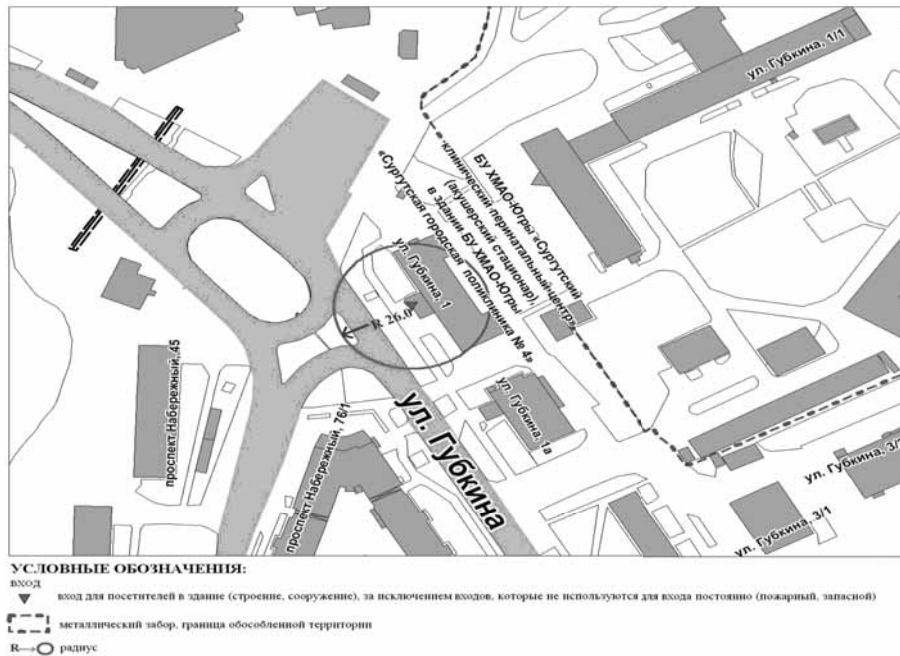 ул. Губкина, 1/1
БУ ХМАО-Югры «Сургутский
клинический перинатальный центр»
(акушерский стационар),
в здании БУ ХМАО-Югры
«Сургутская городская поликлиника № 4»
ул. Губкина, 1
R 26,0
проспект Набережный, 45
ул. Губкина, 1а
ул. Губкина
проспект Набережный, 76/1
ул. Губкина, 3/
ул. Губкина, 3/1
УСЛОВНЫЕ ОБОЗНАЧЕНИЯ:
ВХОД
вход для посетителей в здание (строение, сооружение), за исключением входов, которые не используются для входа постоянно (пожарный, запасной)
металлический забор, граница обособленной территории
R радиус